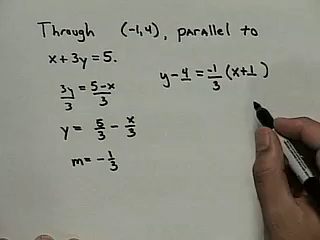 Through (-1,4), parallel to
x + 3y = 5.
3y/3 = 5-x/3
y = 5/3 - x/3
m = -1/3
y - 4 = -1/3 (x+1)